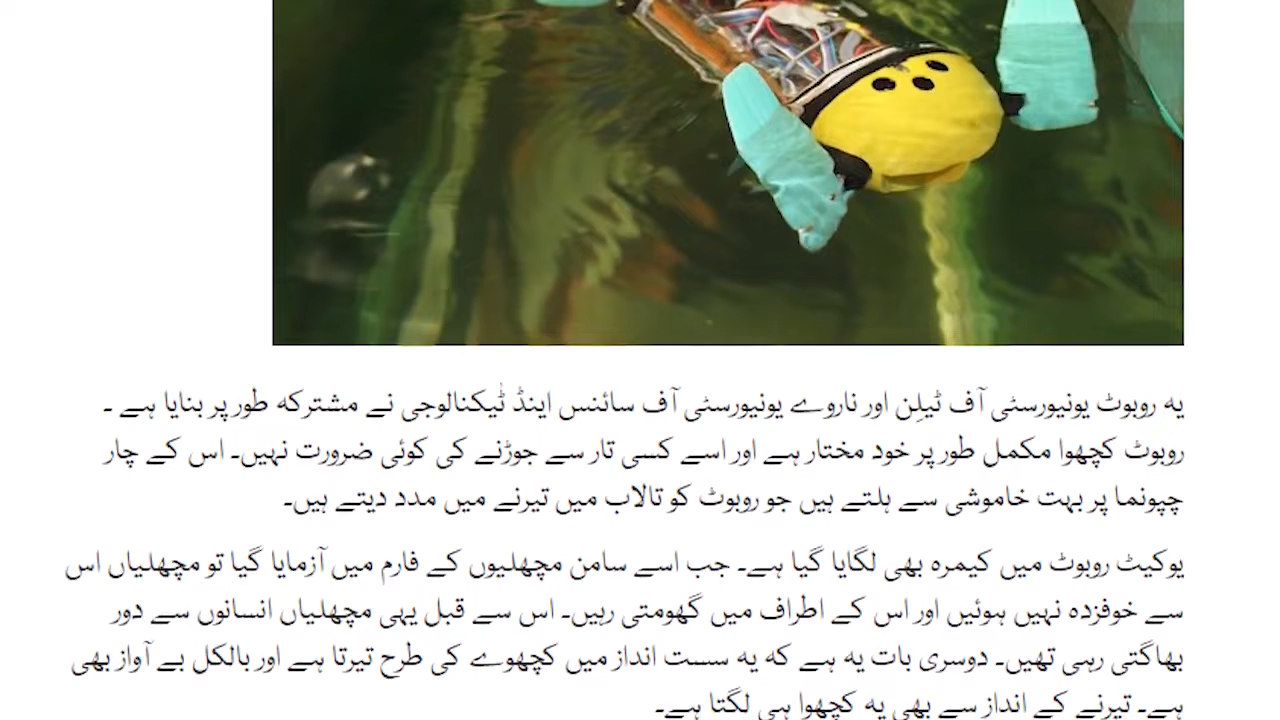 یہ روبوٹ یونیورسٹی آف ٹیلِن اور ناروے یونیورسٹی آف سائنس اینڈ ٹیکنالوجی نے مشترکہ طور پر بنایا ہے ۔
روبوٹ کچھوا مکمل طور پر خود مختار ہے اور اسے کسی تار سے جوڑنے کی کوئی ضرورت نہیں۔ اس کے چار
چپونما پر بہت خاموشی سے ہلتے ہیں جو روبوٹ کو تالاب میں تیرنے میں مدد دیتے ہیں۔
یوکیٹ روبوٹ میں کیمرہ بھی لگایا گیا ہے۔ جب اسے سامن مچھلیوں کے فارم میں آزمایا گیا تو مچھلیاں اس
سے خوفزدہ نہیں ہوئیں اور اس کے اطراف میں گھومتی رہیں۔ اس سے قبل یہی مچھلیاں انسانوں سے دور
بھاگتی رہی تھیں۔ دوسری بات یہ ہے کہ یہ سست انداز میں کچھوے کی طرح تیرتا ہے اور بالکل بے آواز بھی
ہے۔ تیرنے کے انداز سے بھی یہ کچھوا ہی لگتا ہے۔